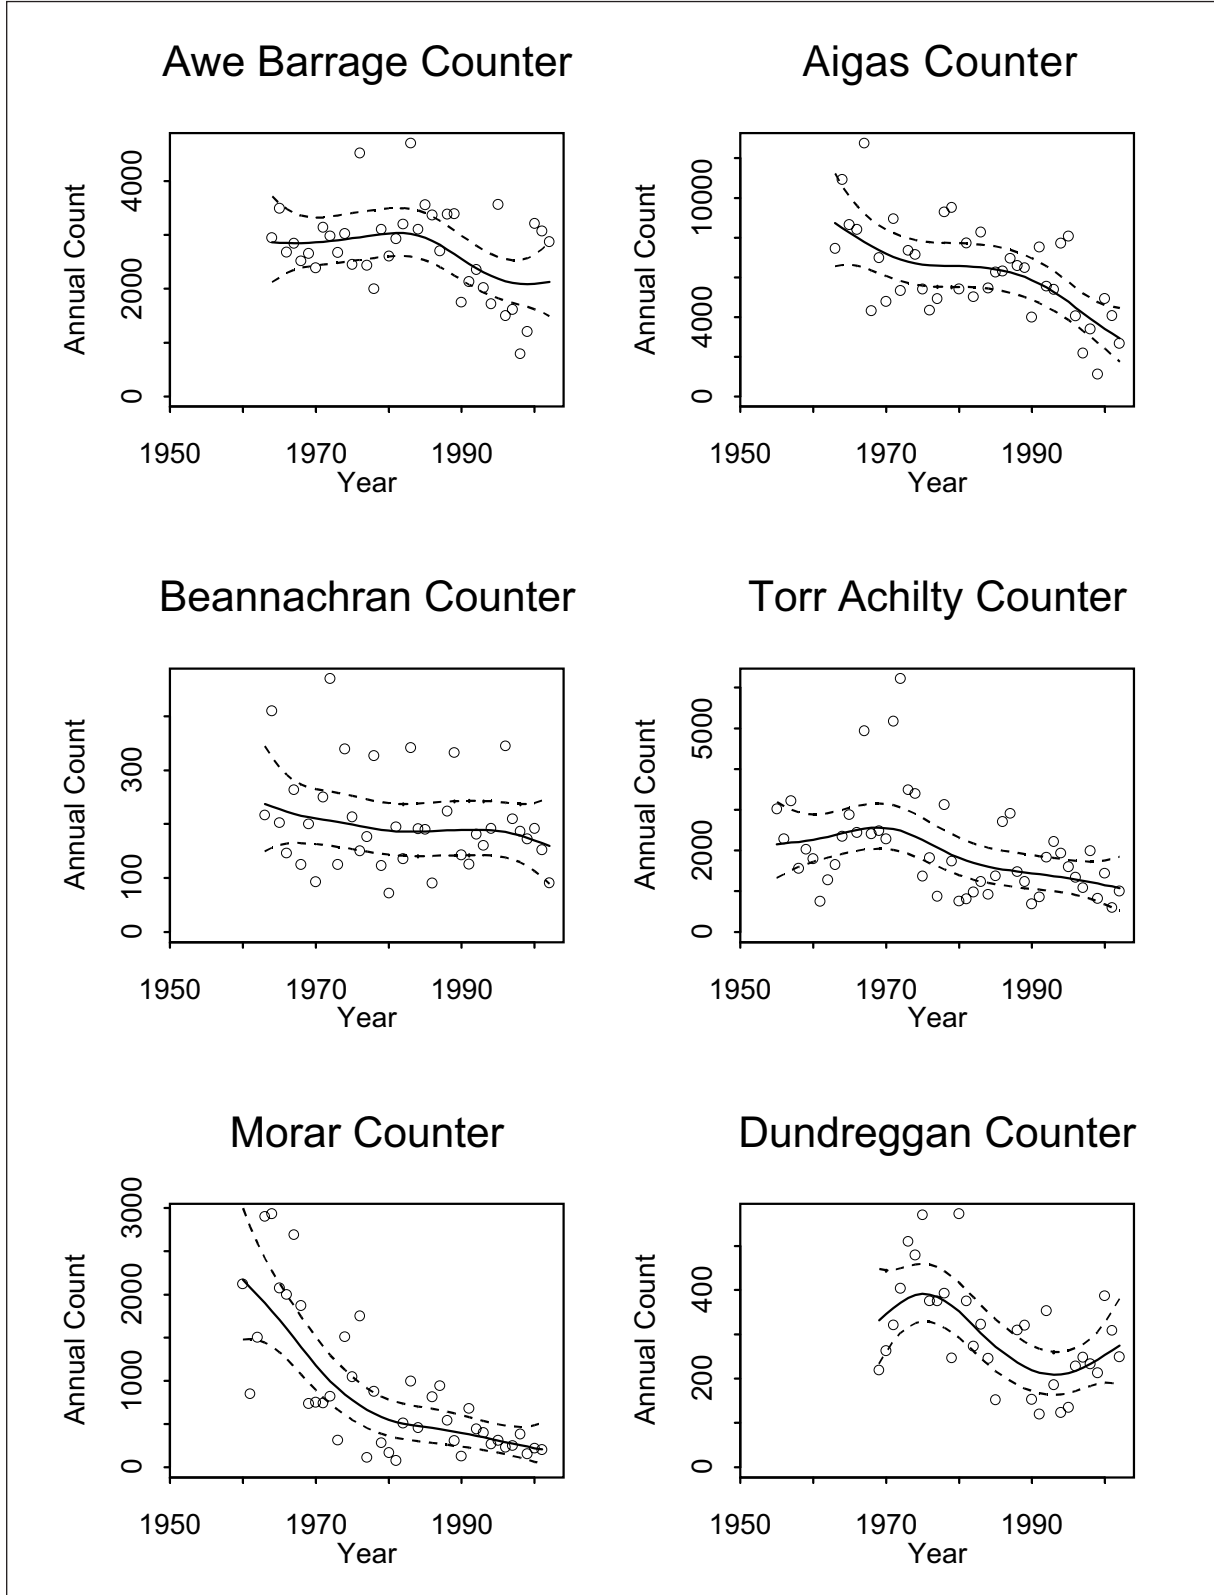 Awe Barrage Counter
Annual Count
0
2000
4000
1950
1970
1990
Year
Aigas Counter
Annual Count
0
4000
10000
1950
1970
1990
Year
Beannachran Counter
Annual Count
0
100
300
1950
1970
1990
Year
Torr Achilty Counter
Annual Count
0
2000
5000
1950
1970
1990
Year
Morar Counter
Annual Count
0
1000
2000
3000
1950
1970
1990
Year
Dundreggan Counter
Annual Count
0
200
400
1950
1970
1990
Year